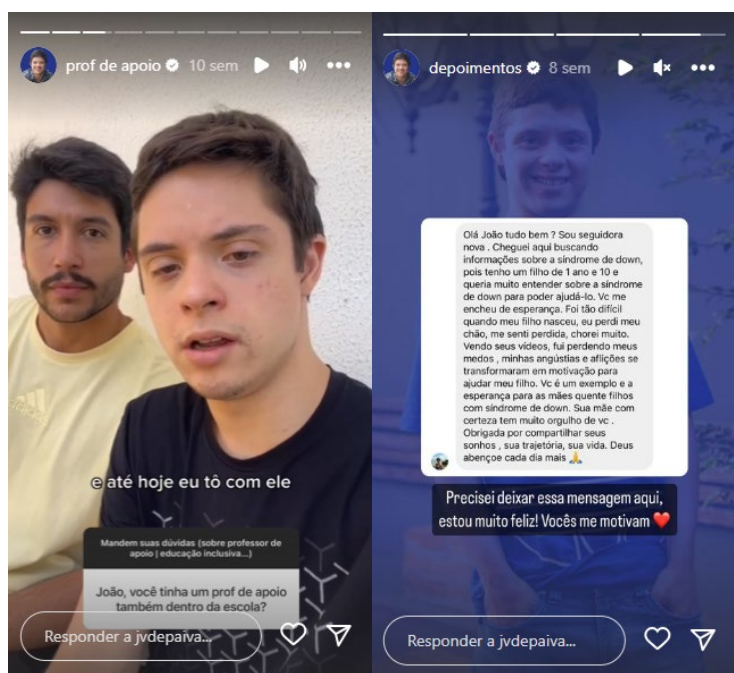 prof de apoio 10 sem
e até hoje eu tô com ele
Mandem suas dúvidas (sobre professor de
apoio | educação inclusiva...)
João, você tinha um prof de apoio
também dentro da escola?
Responder a jvdepaiva...
depoimentos 8 sem
Olá João tudo bem ? Sou seguidora
nova . Cheguei aqui buscando
informações sobre a síndrome de down,
pois tenho um filho de 1 ano e 10 e
queria muito entender sobre a síndrome
de down para poder ajudá-lo. Vc me
encheu de esperança. Foi tão difícil
quando meu filho nasceu, eu perdi meu
chão, me senti perdida, chorei muito.
Vendo seus vídeos, fui perdendo meus
medos , minhas angústias e aflições se
transformaram em motivação para
ajudar meu filho. Vc é um exemplo e a
esperança para as mães quente filhos
com síndrome de down. Sua mãe com
certeza tem muito orgulho de vc .
Obrigada por compartilhar seus
sonhos , sua trajetória, sua vida. Deus
abençoe cada dia mais 🙏
Precisei deixar essa mensagem aqui,
estou muito feliz! Vocês me motivam ❤️
Responder a jvdepaiva...